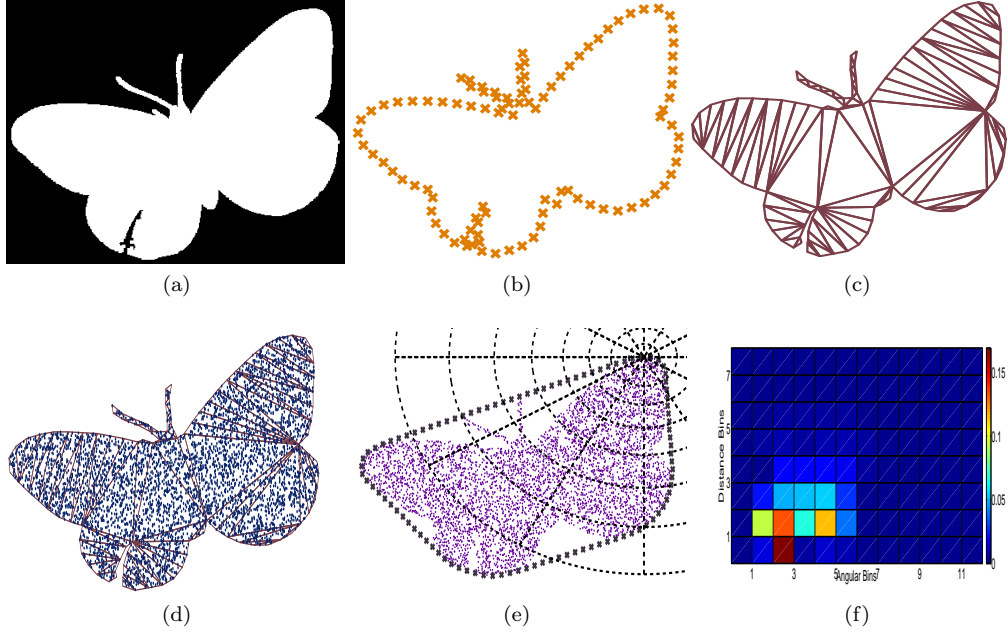 (a)
(b)
(c)
7
5
3
1
Distance Bins
0.15
0.1
0.05
0
1
3
5
7
9
11
Angular Bins
(d)
(e)
(f)